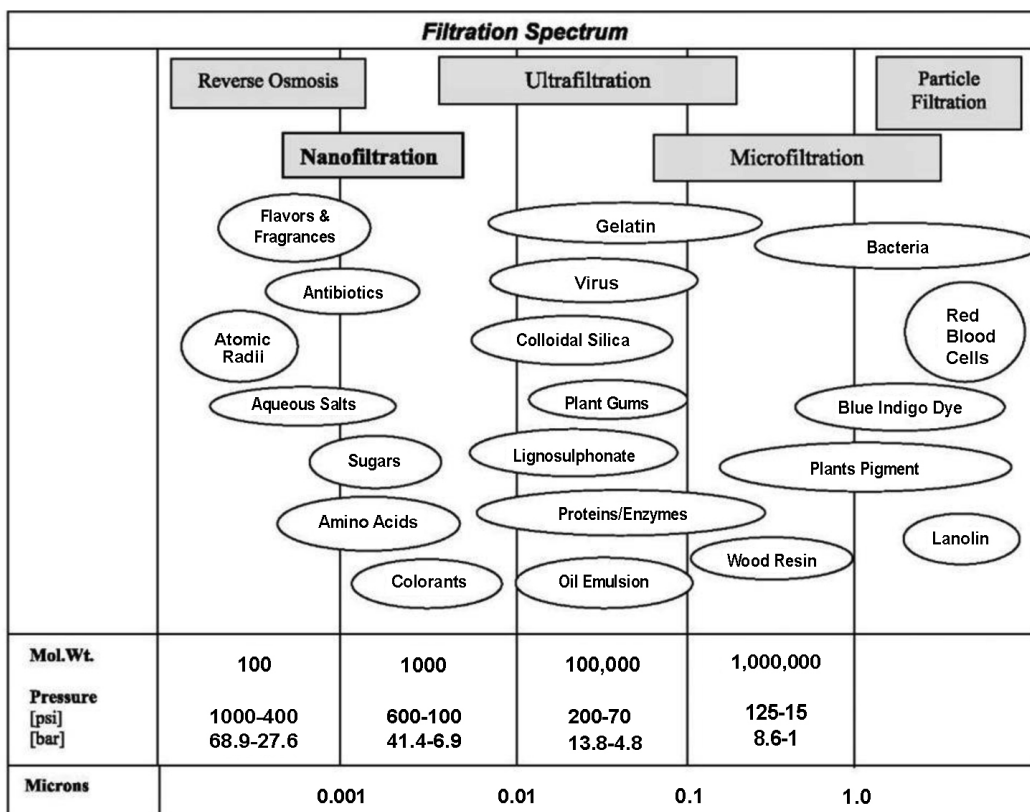 Filtration Spectrum
Reverse Osmosis
Ultrafiltration
Particle
Filtration
Nanofiltration
Microfiltration
Flavors &
Fragrances
Gelatin
Bacteria
Antibiotics
Virus
Atomic
Radii
Colloidal Silica
Red
Blood
Cells
Aqueous Salts
Plant Gums
Blue Indigo Dye
Sugars
Lignosulphonate
Plants Pigment
Amino Acids
Proteins/Enzymes
Lanolin
Wood Resin
Colorants
Oil Emulsion
Mol.Wt. 100 1000 100,000 1,000,000
Pressure
[psi] 1000-400 600-100 200-70 125-15
[bar] 68.9-27.6 41.4-6.9 13.8-4.8 8.6-1
Microns 0.001 0.01 0.1 1.0